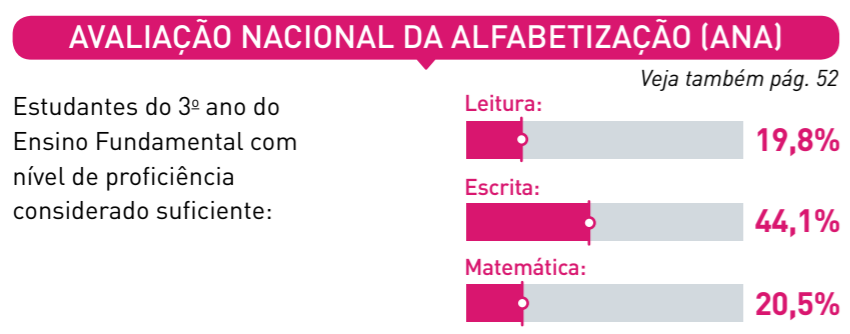 AVALIAÇÃO NACIONAL DA ALFABETIZAÇÃO (ANA)
Veja também pág. 52
Estudantes do 3º ano do
Ensino Fundamental com
nível de proficiência
considerado suficiente:
Leitura:
19,8%
Escrita:
44,1%
Matemática:
20,5%